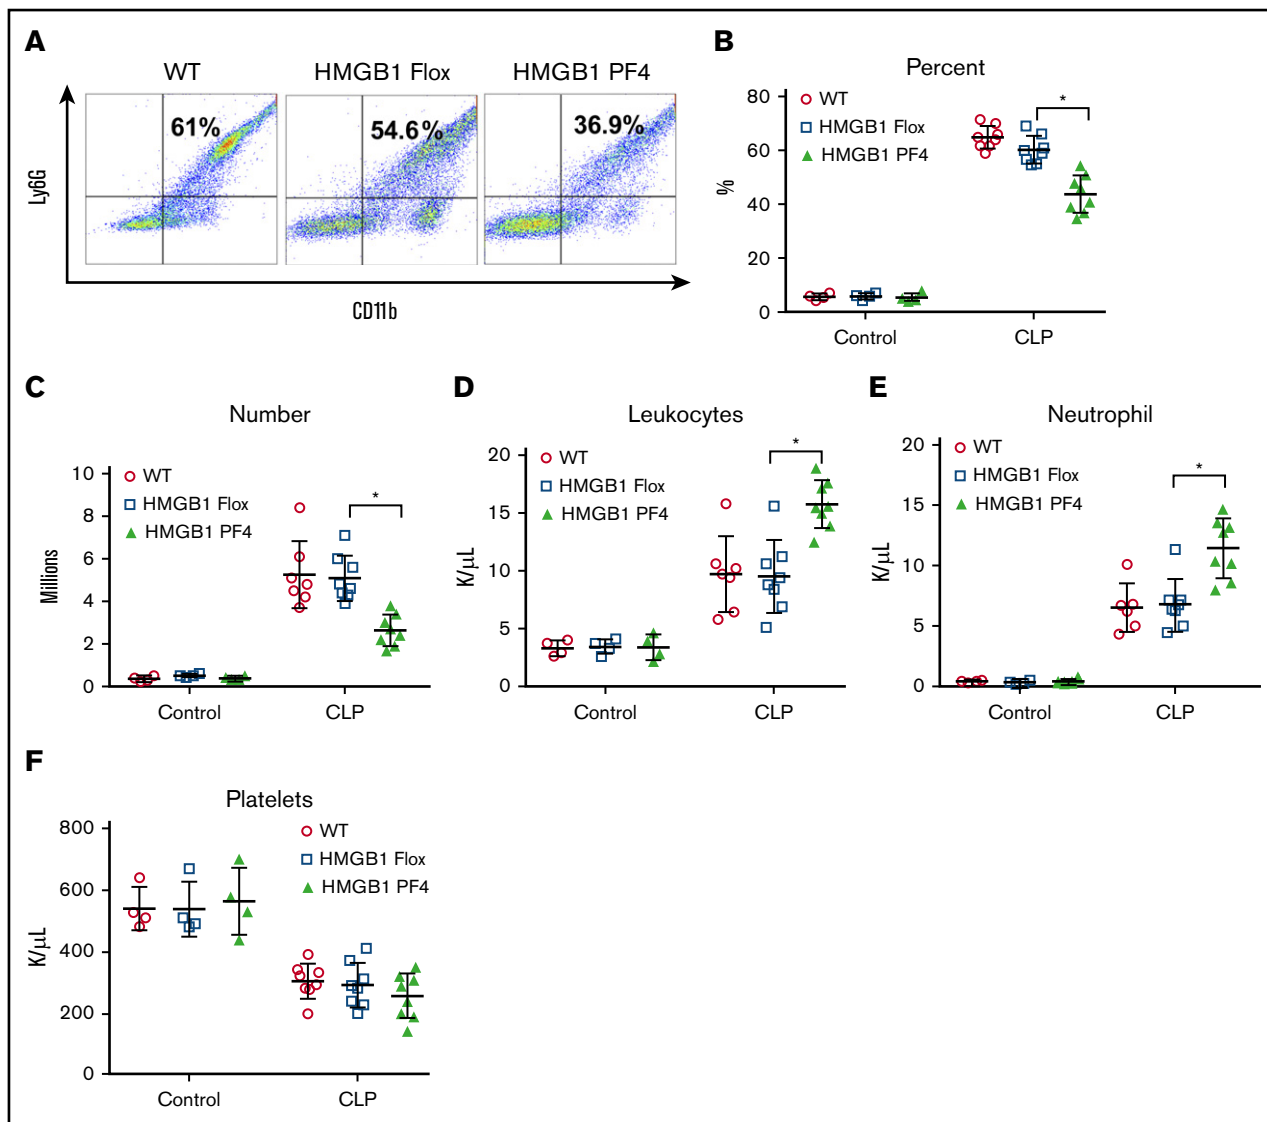 A
WT
HMGB1 Flox
HMGB1 PF4
61%
54.6%
36.9%
Ly6G
CD11b
B
Percent
WT
HMGB1 Flox
HMGB1 PF4
*
%
80
60
40
20
0
Control
CLP
C
Number
WT
HMGB1 Flox
HMGB1 PF4
*
Millions
10
8
6
4
2
0
Control
CLP
D
Leukocytes
WT
HMGB1 Flox
HMGB1 PF4
*
K/μL
20
15
10
5
0
Control
CLP
E
Neutrophil
WT
HMGB1 Flox
HMGB1 PF4
*
K/μL
20
15
10
5
0
Control
CLP
F
Platelets
WT
HMGB1 Flox
HMGB1 PF4
K/μL
800
600
400
200
0
Control
CLP